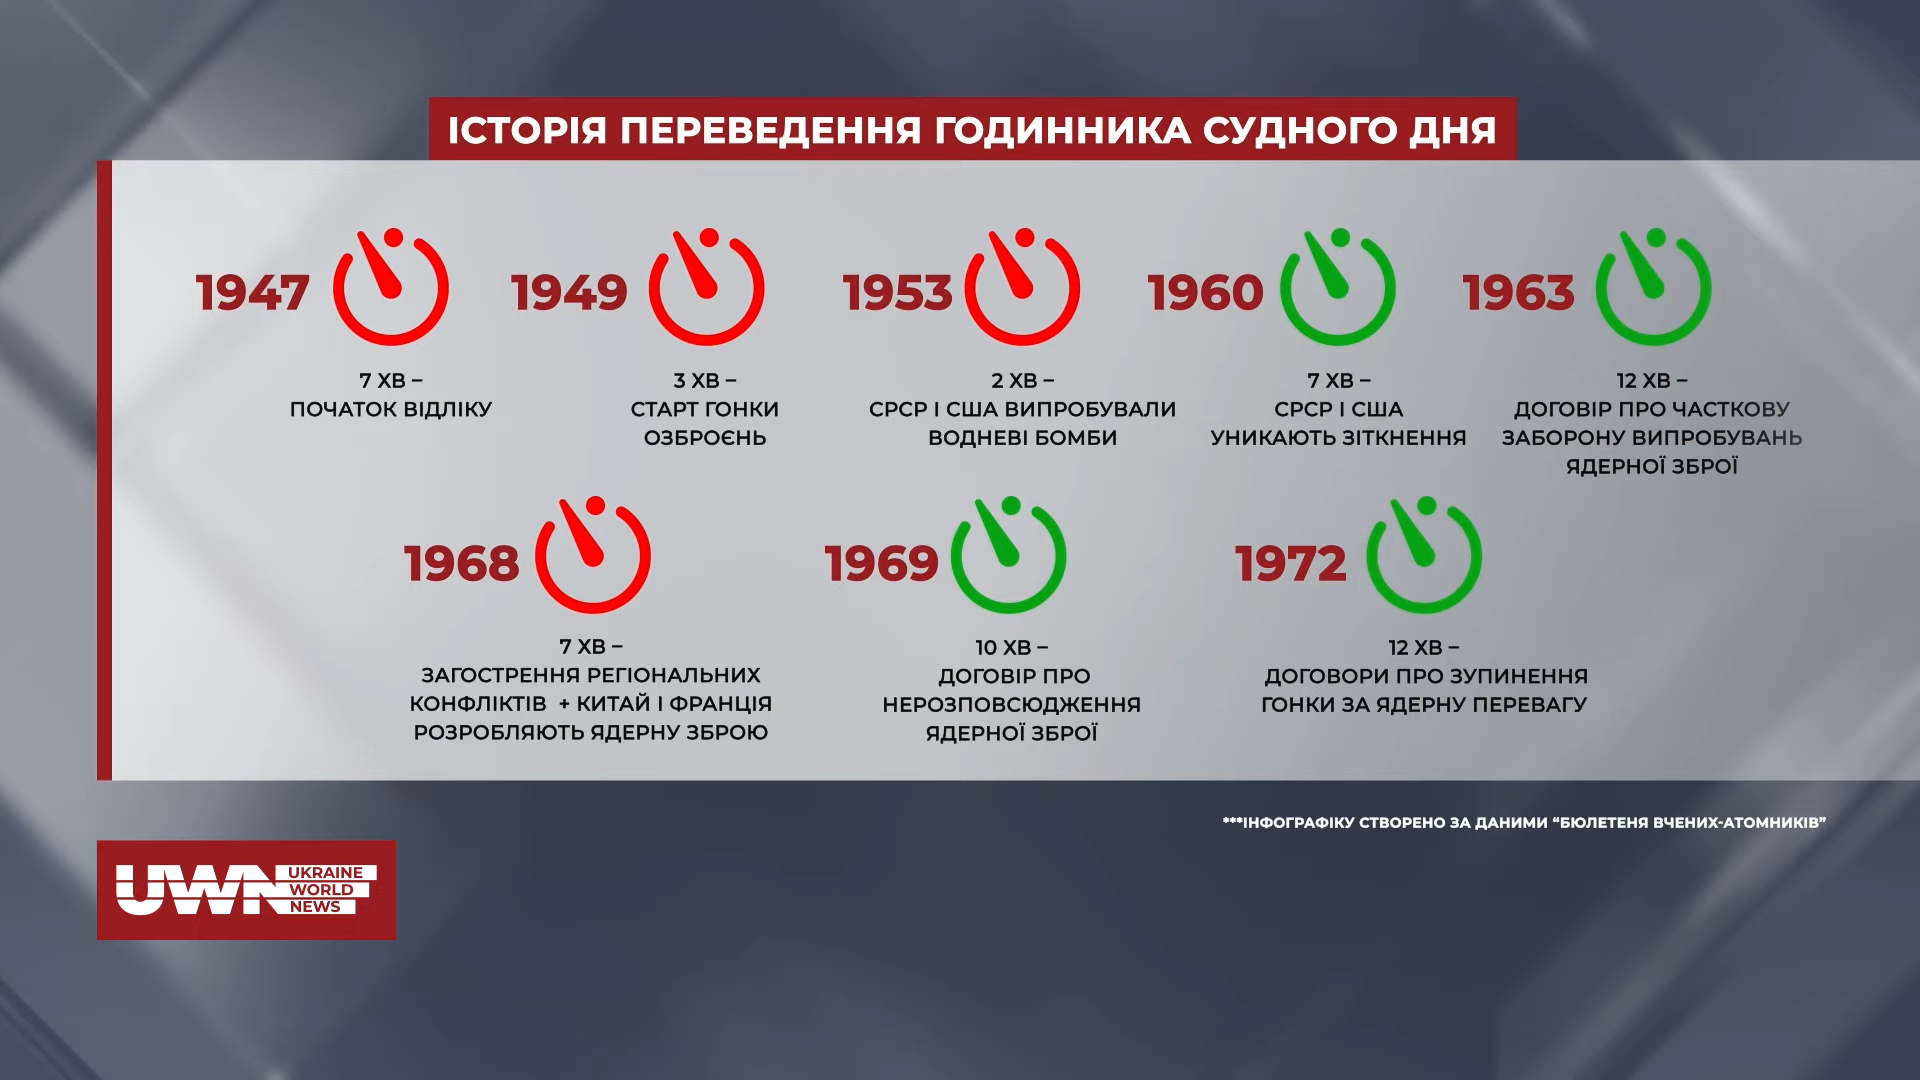 ІСТОРІЯ ПЕРЕВЕДЕННЯ ГОДИННИКА СУДНОГО ДНЯ
1947
7 ХВ –
ПОЧАТОК ВІДЛІКУ
1949
3 ХВ –
СТАРТ ГОНКИ
ОЗБРОЄНЬ
1953
2 ХВ –
СРСР І США ВИПРОБУВАЛИ
ВОДНЕВІ БОМБИ
1960
7 ХВ –
СРСР І США
УНИКАЮТЬ ЗІТКНЕННЯ
1963
12 ХВ –
ДОГОВІР ПРО ЧАСТКОВУ
ЗАБОРОНУ ВИПРОБУВАНЬ
ЯДЕРНОЇ ЗБРОЇ
1968
7 ХВ –
ЗАГОСТРЕННЯ РЕГІОНАЛЬНИХ
КОНФЛІКТІВ + КИТАЙ І ФРАНЦІЯ
РОЗРОБЛЯЮТЬ ЯДЕРНУ ЗБРОЮ
1969
10 ХВ –
ДОГОВІР ПРО
НЕРОЗПОВСЮДЖЕННЯ
ЯДЕРНОЇ ЗБРОЇ
1972
12 ХВ –
ДОГОВОРИ ПРО ЗУПИНЕННЯ
ГОНКИ ЗА ЯДЕРНУ ПЕРЕВАГУ
***ІНФОГРАФІКУ СТВОРЕНО ЗА ДАНИМИ “БЮЛЕТЕНЯ ВЧЕНИХ-АТОМНИКІВ”
UWN
UKRAINE
WORLD
NEWS